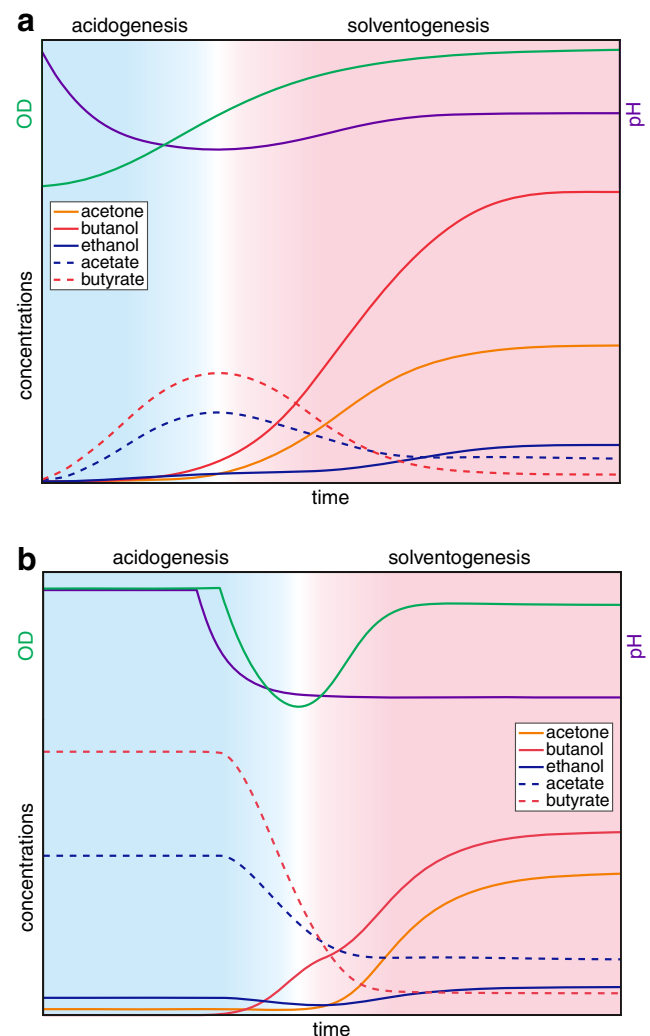 a
acidogenesis solventogenesis
OD
pH
acetone
butanol
ethanol
acetate
butyrate
concentrations
time
b
acidogenesis solventogenesis
OD
pH
acetone
butanol
ethanol
acetate
butyrate
concentrations
time